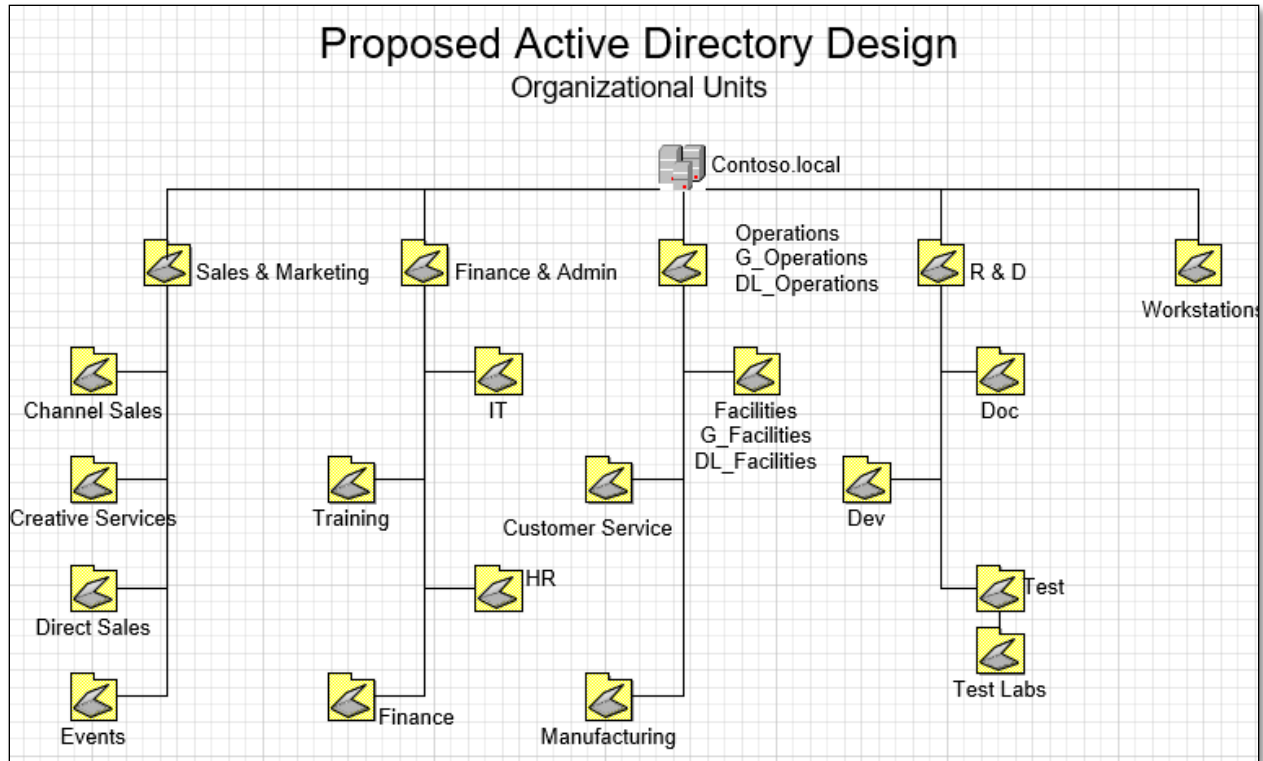 Proposed Active Directory Design
Organizational Units
Contoso.local
Sales & Marketing
Finance & Admin
Operations
G_Operations
DL_Operations
R & D
Workstations
Channel Sales
IT
Facilities
G_Facilities
DL_Facilities
Doc
Creative Services
Training
Customer Service
Dev
Direct Sales
HR
Test
Test Labs
Events
Finance
Manufacturing